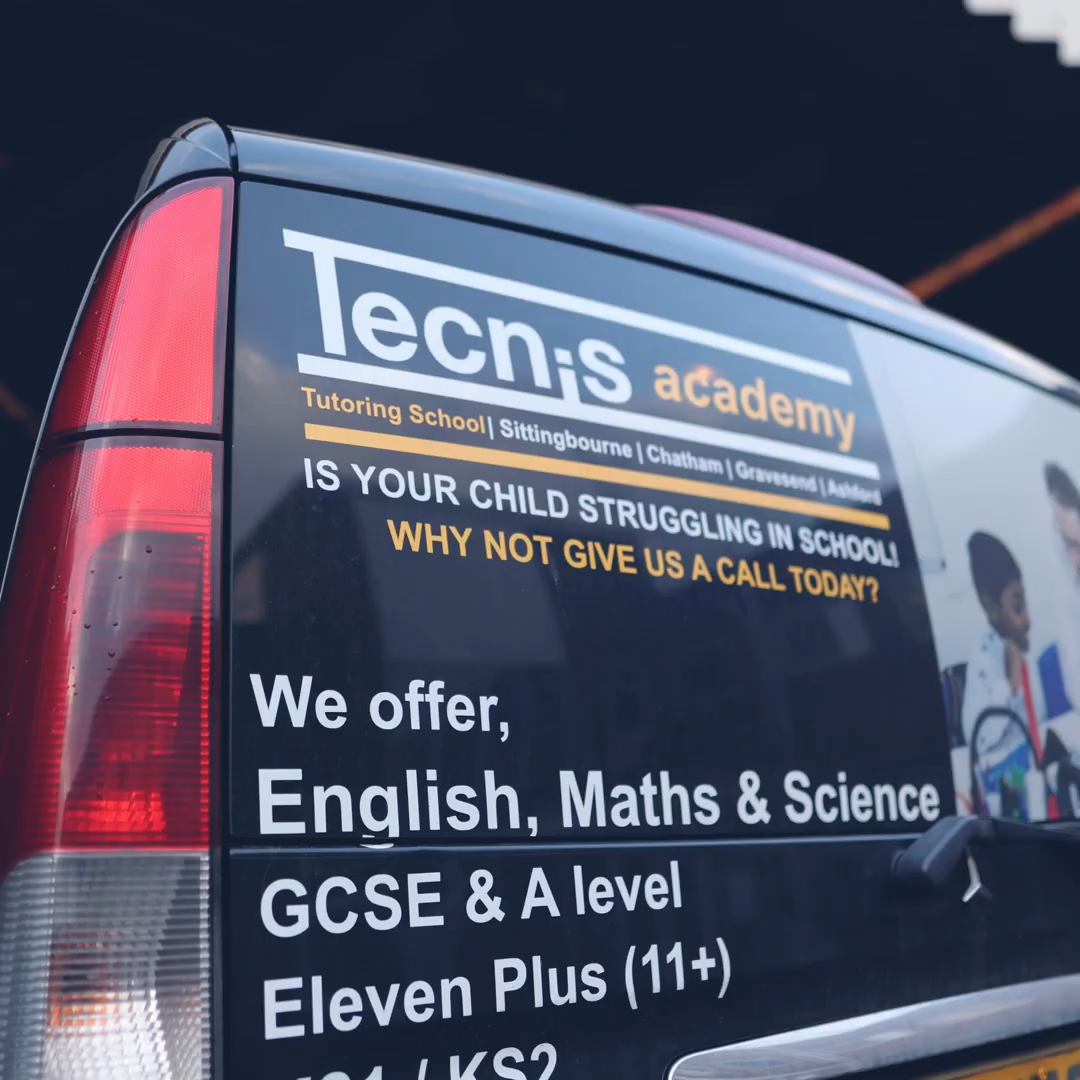 Tecnis academy
Tutoring School| Sittingbourne | Chatham | Gravesend | Ashford
IS YOUR CHILD STRUGGLING IN SCHOOL!
WHY NOT GIVE US A CALL TODAY?
We offer,
English, Maths & Science
GCSE & A level
Eleven Plus (11+)
/ KS2